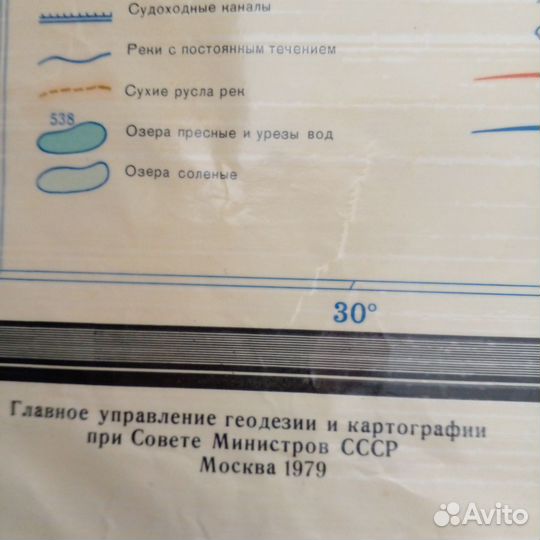 Судоходные каналы
Реки с постоянным течением
Сухие русла рек
538
Озера пресные и урезы вод
Озера соленые
30°
Главное управление геодезии и картографии
при Совете Министров СССР
Москва 1979
Avito